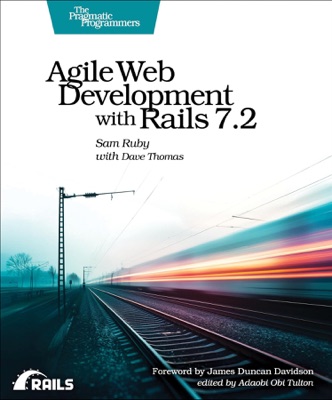 The
Pragmatic
Programmers
Agile Web
Development
with Rails 7.2
Sam Ruby
with Dave Thomas
Foreword by James Duncan Davidson
edited by Adaobi Obi Tulton
RAILS